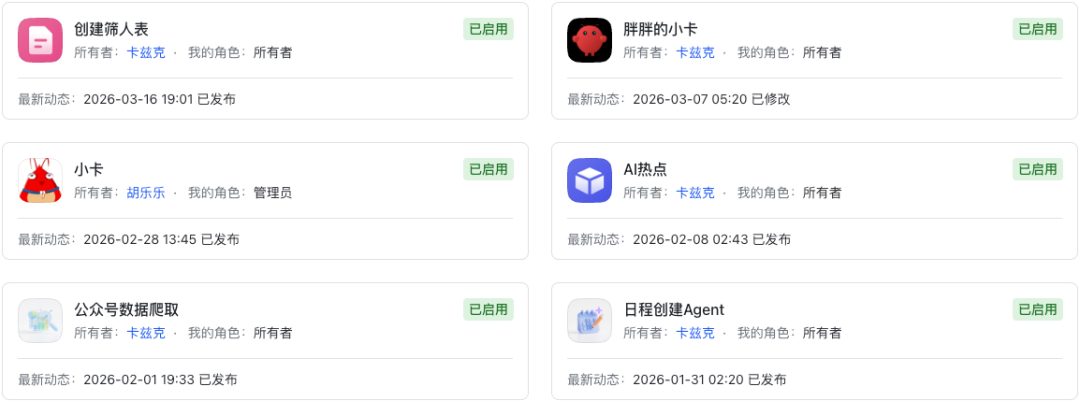 创建筛人表
已启用
所有者：卡兹克 · 我的角色：所有者
最新动态：2026-03-16 19:01 已发布
胖胖的小卡
已启用
所有者：卡兹克 · 我的角色：所有者
最新动态：2026-03-07 05:20 已修改
小卡
已启用
所有者：胡乐乐 · 我的角色：管理员
最新动态：2026-02-28 13:45 已发布
AI热点
已启用
所有者：卡兹克 · 我的角色：所有者
最新动态：2026-02-08 02:43 已发布
公众号数据爬取
已启用
所有者：卡兹克 · 我的角色：所有者
最新动态：2026-02-01 19:33 已发布
日程创建Agent
已启用
所有者：卡兹克 · 我的角色：所有者
最新动态：2026-01-31 02:20 已发布